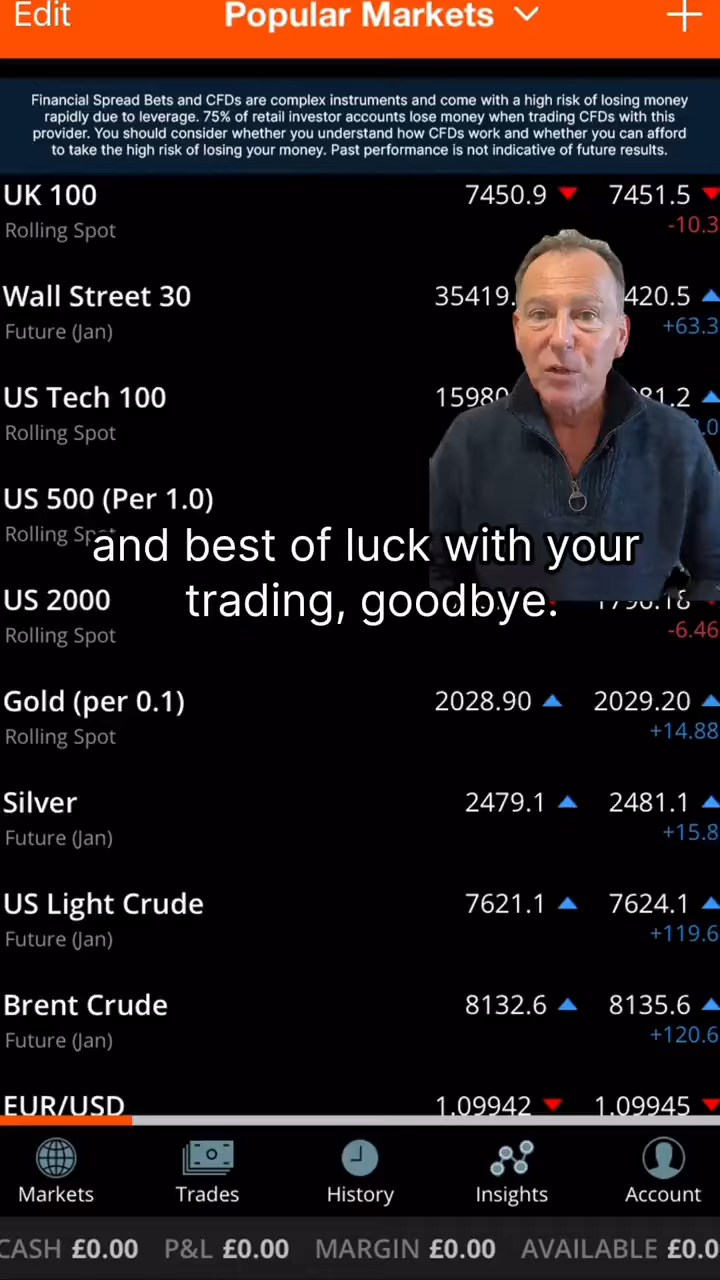 Edit Popular Markets
Financial Spread Bets and CFDs are complex instruments and come with a high risk of losing money
rapidly due to leverage. 75% of retail investor accounts lose money when trading CFDs with this
provider. You should consider whether you understand how CFDs work and whether you can afford
to take the high risk of losing your money. Past performance is not indicative of future results.
UK 100 7450.9 7451.5
Rolling Spot -10.3
Wall Street 30 35419. 420.5
Future (Jan) +63.3
US Tech 100 15980 81.2
Rolling Spot .0
US 500 (Per 1.0)
Rolling Spot
and best of luck with your
trading, goodbye.
US 2000
Rolling Spot -6.46
Gold (per 0.1) 2028.90 2029.20
Rolling Spot +14.88
Silver 2479.1 2481.1
Future (Jan) +15.8
US Light Crude 7621.1 7624.1
Future (Jan) +119.6
Brent Crude 8132.6 8135.6
Future (Jan) +120.6
EUR/USD 1.09942 1.09945
Markets Trades History Insights Account
CASH £0.00 P&L £0.00 MARGIN £0.00 AVAILABLE £0.0